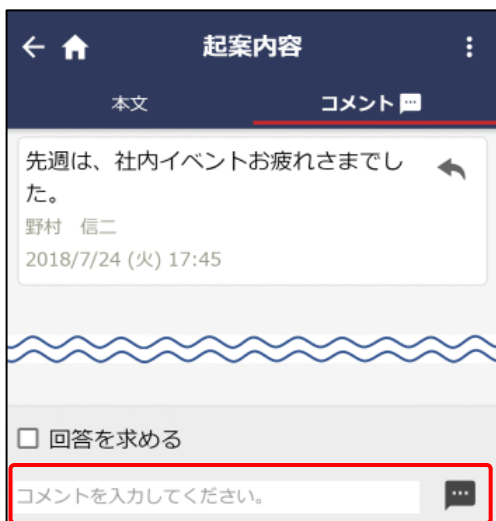 起案内容
本文
コメント
先週は、社内イベントお疲れさまでし
た。
野村 信二
2018/7/24 (火) 17:45
回答を求める
コメントを入力してください。